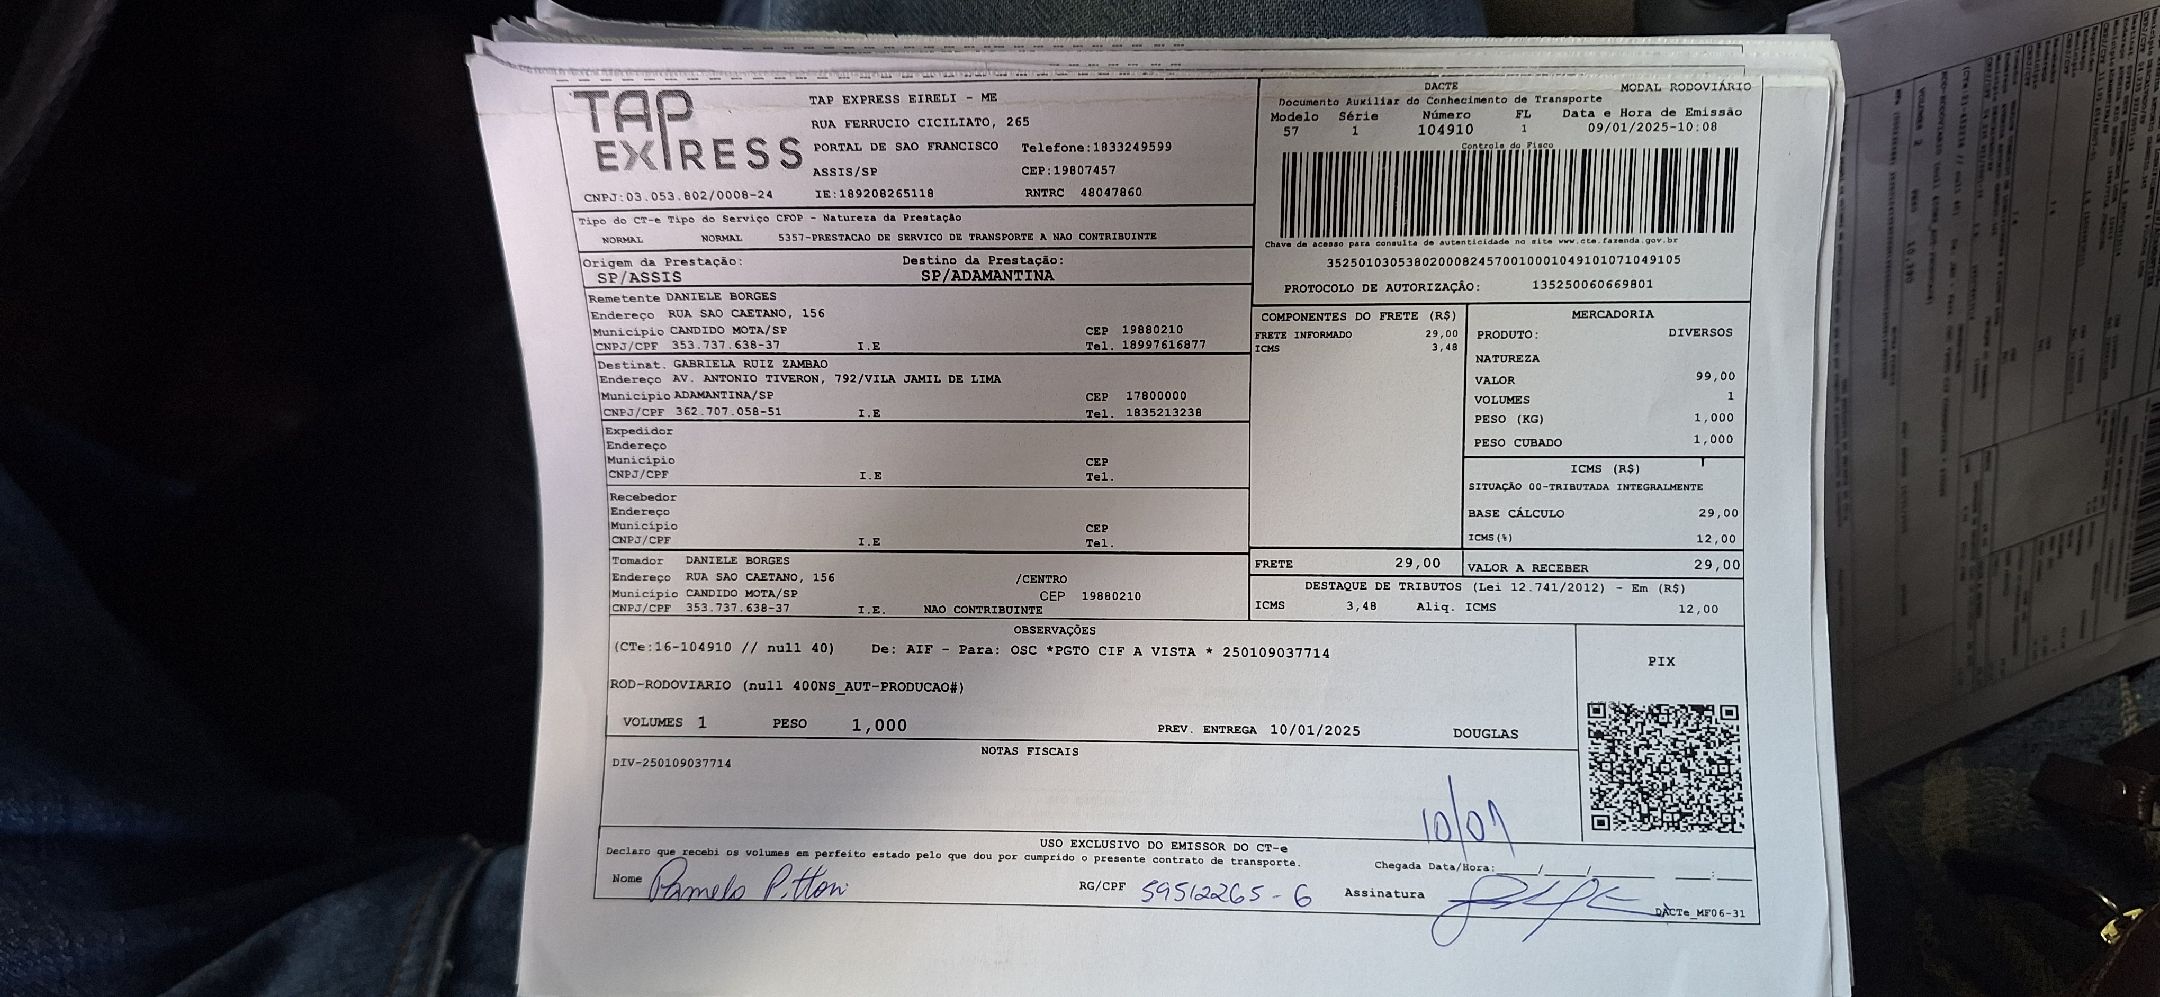 TAP EXPRESS
TAP EXPRESS EIRELI - ME
RUA FERRUCIO CICILIATO, 265
PORTAL DE SAO FRANCISCO Telefone:1833249599
ASSIS/SP CEP:19807457
CNPJ:03.053.802/0008-24 IE:189208265118 RNTRC 48047860
DACTE MODAL RODOVIÁRIO
Documento Auxiliar do Conhecimento de Transporte
Modelo Série Número FL Data e Hora de Emissão
57 1 104910 1 09/01/2025-10:08
Controle do Fisco
Chave de acesso para consulta de autenticidade no site www.cte.fazenda.gov.br
35250103053802000824570010001049101071049105
PROTOCOLO DE AUTORIZAÇÃO: 135250060669801
Tipo do CT-e Tipo do Serviço CFOP - Natureza da Prestação
NORMAL NORMAL 5357-PRESTACAO DE SERVICO DE TRANSPORTE A NAO CONTRIBUINTE
Origem da Prestação: Destino da Prestação:
SP/ASSIS SP/ADAMANTINA
Remetente DANIELE BORGES
Endereço RUA SAO CAETANO, 156
Município CANDIDO MOTA/SP CEP 19880210
CNPJ/CPF 353.737.638-37 I.E Tel. 18997616877
Destinat. GABRIELA RUIZ ZAMBAO
Endereço AV. ANTONIO TIVERON, 792/VILA JAMIL DE LIMA
Município ADAMANTINA/SP CEP 17800000
CNPJ/CPF 362.707.058-51 I.E Tel. 1835213238
Expedidor
Endereço
Município CEP
CNPJ/CPF I.E Tel.
Recebedor
Endereço
Município CEP
CNPJ/CPF I.E Tel.
Tomador DANIELE BORGES
Endereço RUA SAO CAETANO, 156 /CENTRO
Município CANDIDO MOTA/SP CEP 19880210
CNPJ/CPF 353.737.638-37 I.E. NAO CONTRIBUINTE
COMPONENTES DO FRETE (R$)
FRETE INFORMADO 29,00
ICMS 3,48
FRETE 29,00
MERCADORIA
PRODUTO: DIVERSOS
NATUREZA
VALOR 99,00
VOLUMES 1
PESO (KG) 1,000
PESO CUBADO 1,000
ICMS (R$)
SITUAÇÃO 00-TRIBUTADA INTEGRALMENTE
BASE CÁLCULO 29,00
ICMS(%) 12,00
VALOR A RECEBER 29,00
DESTAQUE DE TRIBUTOS (Lei 12.741/2012) - Em (R$)
ICMS 3,48 Aliq. ICMS 12,00
OBSERVAÇÕES
(CTe:16-104910 // null 40) De: AIF - Para: OSC *PGTO CIF A VISTA * 250109037714
ROD-RODOVIARIO (null 400NS_AUT-PRODUCAO#)
VOLUMES 1 PESO 1,000 PREV. ENTREGA 10/01/2025 DOUGLAS
PIX
NOTAS FISCAIS
DIV-250109037714
10/01
USO EXCLUSIVO DO EMISSOR DO CT-e
Declaro que recebi os volumes em perfeito estado pelo que dou por cumprido o presente contrato de transporte. Chegada Data/Hora:___/___/______ ___:___
Nome Pamela Pittoni RG/CPF 59512265-6 Assinatura
DACTe_MF06-31